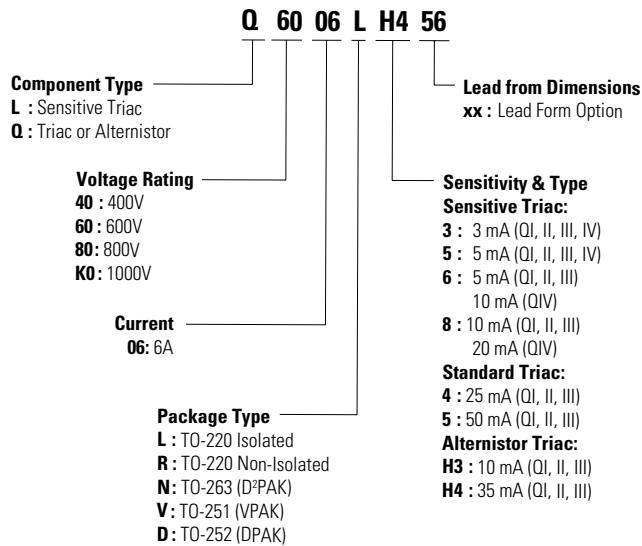 Q 60 06 L H4 56
Component Type
L : Sensitive Triac
Q : Triac or Alternistor
Voltage Rating
40 : 400V
60 : 600V
80: 800V
K0: 1000V
Current
06: 6A
Package Type
L : TO-220 Isolated
R : TO-220 Non-Isolated
N: TO-263 (D²PAK)
V: TO-251 (VPAK)
D: TO-252 (DPAK)
Lead from Dimensions
xx : Lead Form Option
Sensitivity & Type
Sensitive Triac:
3 : 3 mA (QI, II, III, IV)
5 : 5 mA (QI, II, III, IV)
6 : 5 mA (QI, II, III)
10 mA (QIV)
8 : 10 mA (QI, II, III)
20 mA (QIV)
Standard Triac:
4 : 25 mA (QI, II, III)
5 : 50 mA (QI, II, III)
Alternistor Triac:
H3 : 10 mA (QI, II, III)
H4 : 35 mA (QI, II, III)